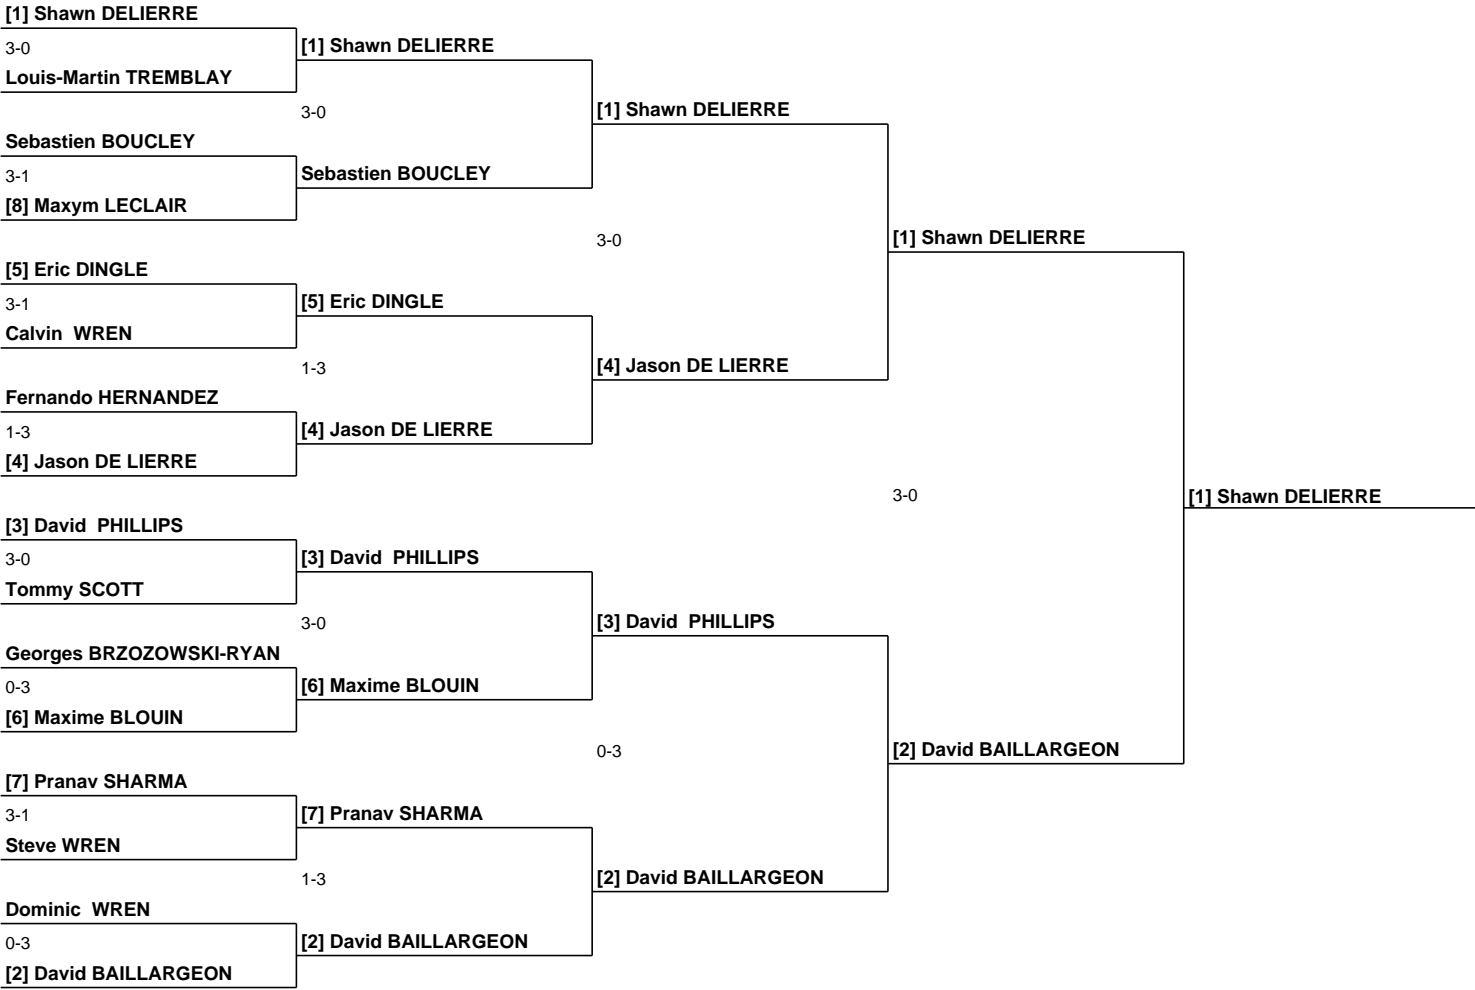 [1] Shawn DELIERRE
3-0
[1] Shawn DELIERRE
Louis-Martin TREMBLAY
3-0
[1] Shawn DELIERRE
Sebastien BOUCLEY
3-1
Sebastien BOUCLEY
[8] Maxym LECLAIR
3-0
[1] Shawn DELIERRE
[5] Eric DINGLE
3-1
[5] Eric DINGLE
Calvin  WREN
1-3
[4] Jason DE LIERRE
Fernando HERNANDEZ
1-3
[4] Jason DE LIERRE
[4] Jason DE LIERRE
3-0
[1] Shawn DELIERRE
[3] David  PHILLIPS
3-0
[3] David  PHILLIPS
Tommy SCOTT
3-0
[3] David  PHILLIPS
Georges BRZOZOWSKI-RYAN
0-3
[6] Maxime BLOUIN
[6] Maxime BLOUIN
0-3
[2] David BAILLARGEON
[7] Pranav SHARMA
3-1
[7] Pranav SHARMA
Steve WREN
1-3
[2] David BAILLARGEON
Dominic  WREN
0-3
[2] David BAILLARGEON
[2] David BAILLARGEON